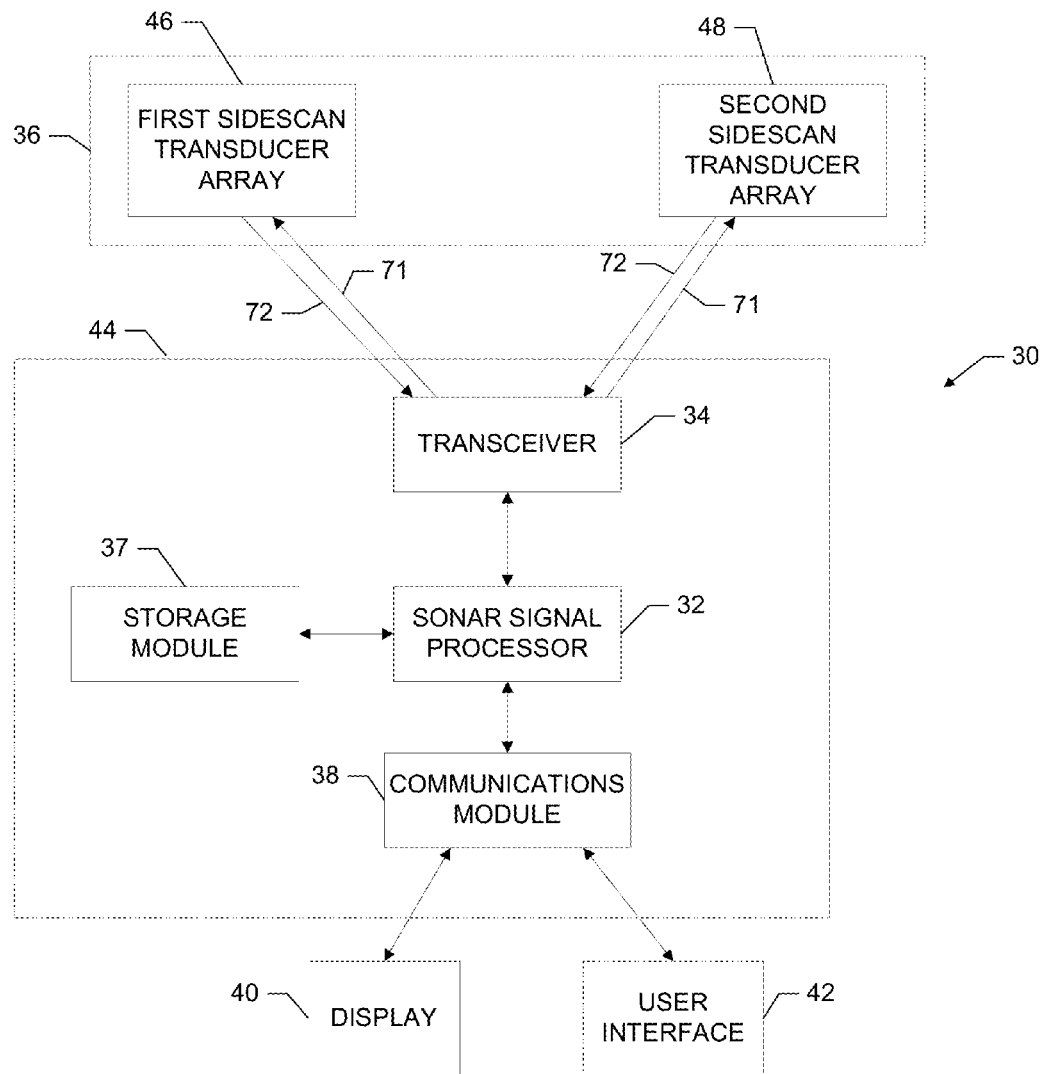 46
48
FIRST SIDESCAN
TRANSDUCER
ARRAY
SECOND
SIDESCAN
TRANSDUCER
ARRAY
36
71
72
72
71
44
30
TRANSCEIVER
34
37
STORAGE
MODULE
SONAR SIGNAL
PROCESSOR
32
38
COMMUNICATIONS
MODULE
40
DISPLAY
USER
INTERFACE
42